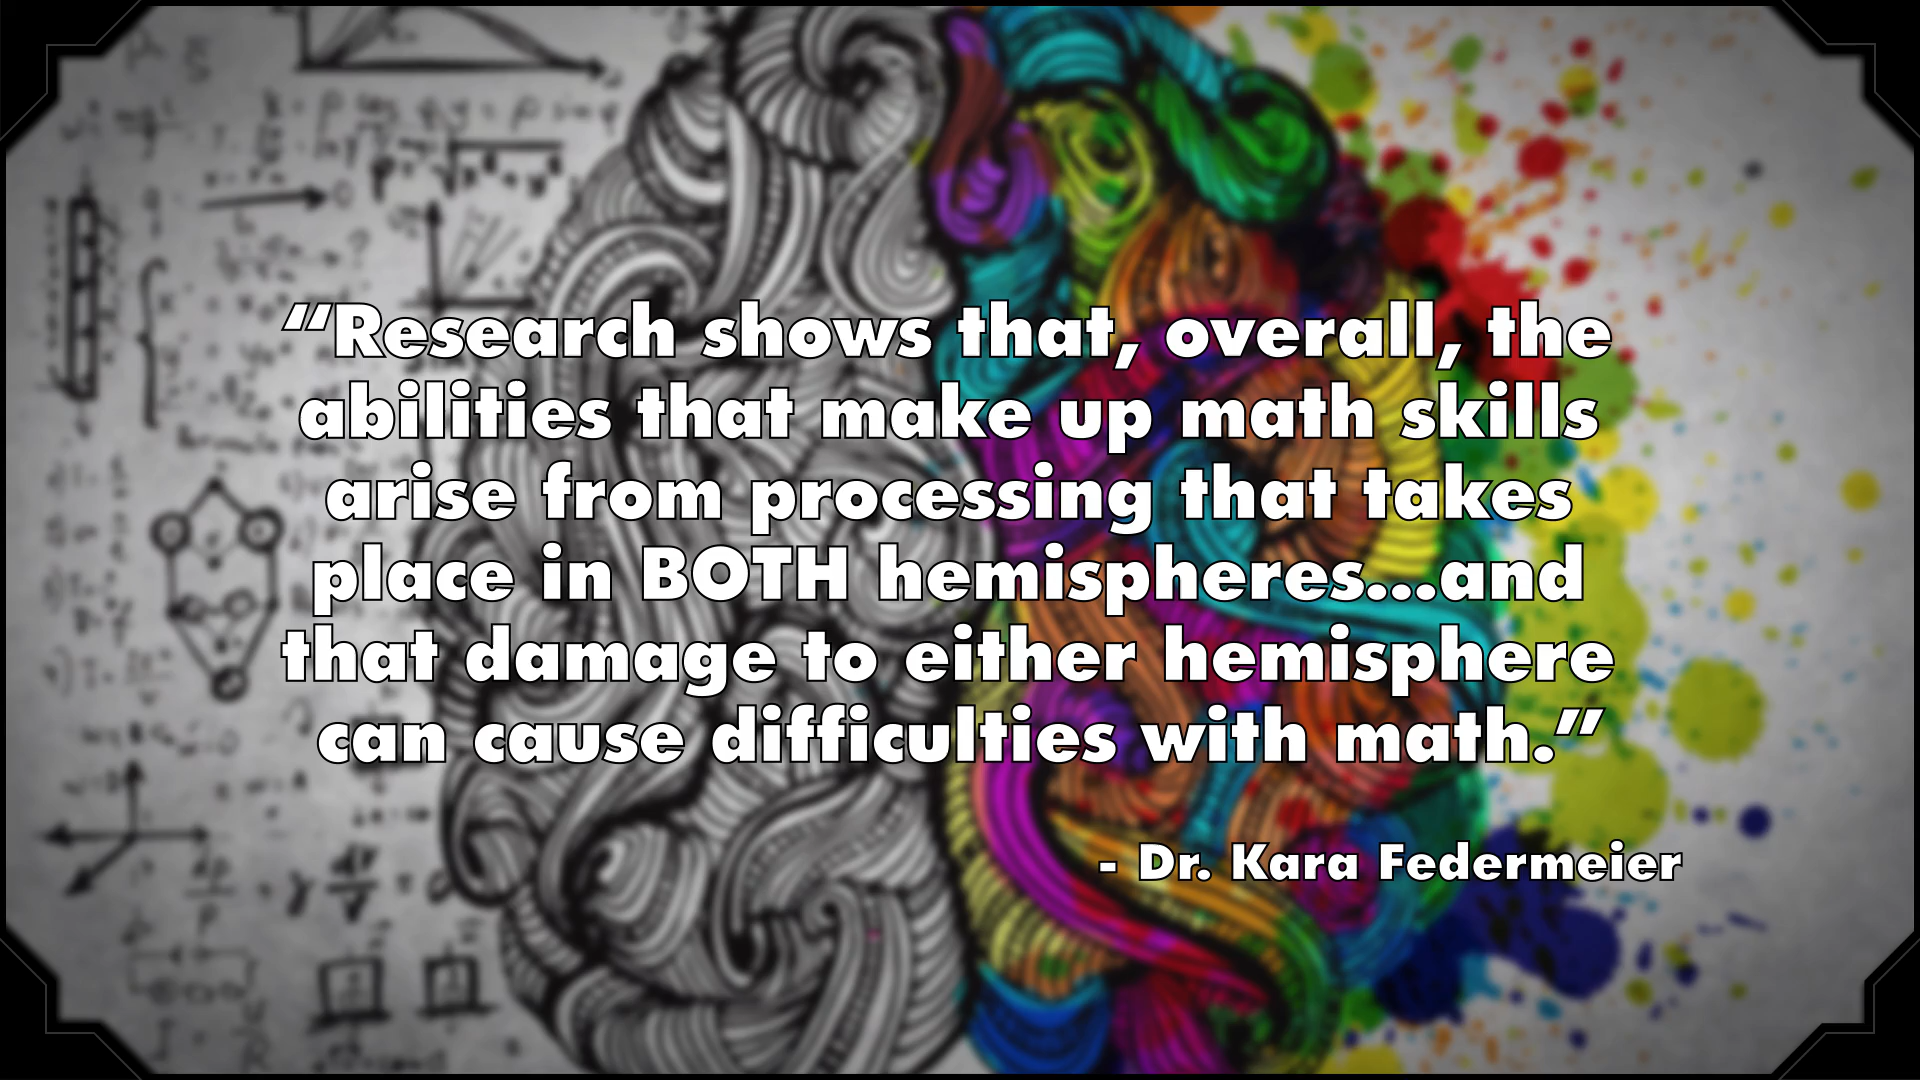 “Research shows that, overall, the
abilities that make up math skills
arise from processing that takes
place in BOTH hemispheres...and
that damage to either hemisphere
can cause difficulties with math.”
- Dr. Kara Federmeier